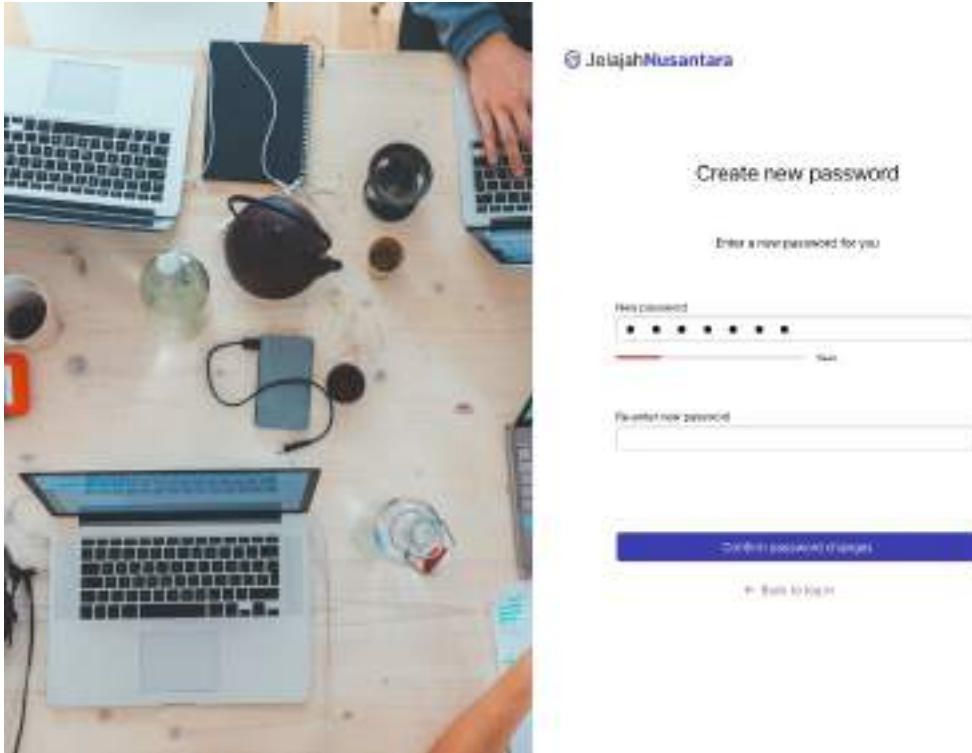 JelajahNusantara
Create new password
Enter a new password for you
New password
Re-enter new password
Confirm password changes
← Back to log in